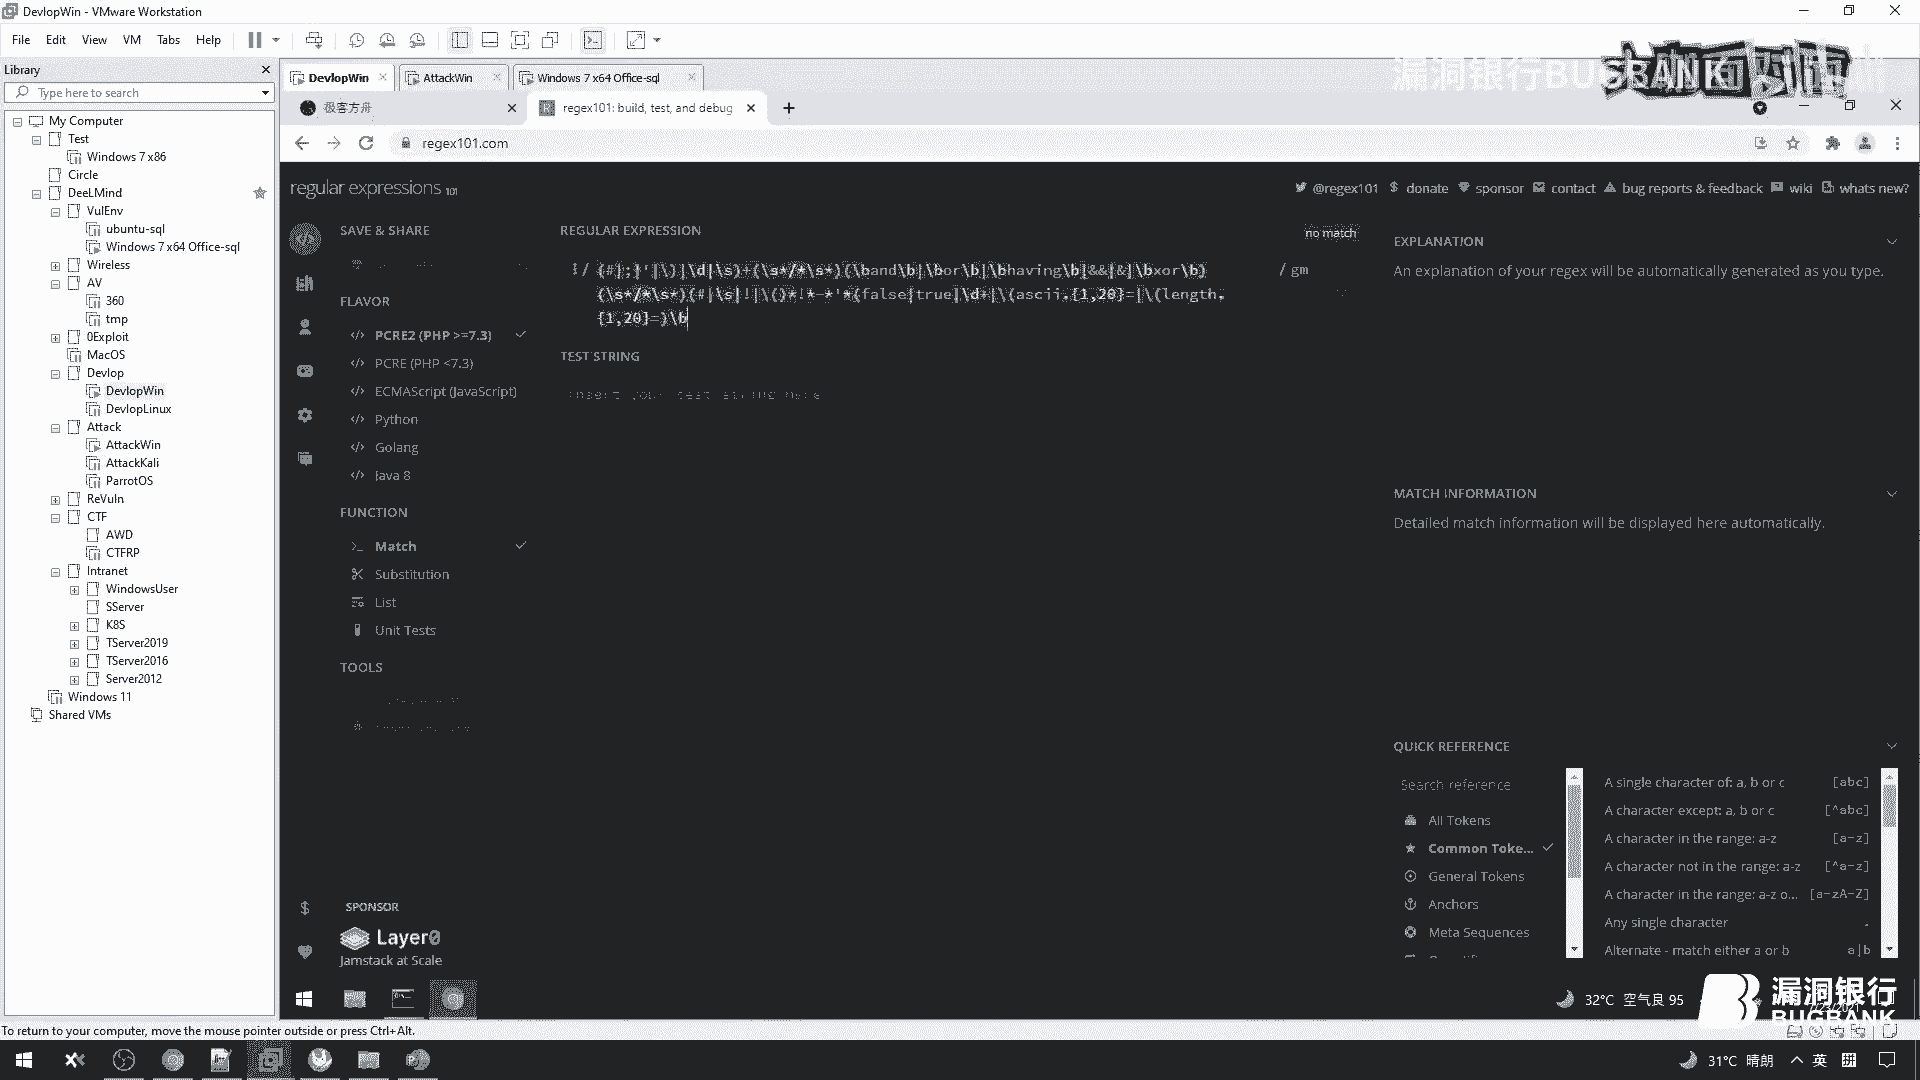 DevlopWin - VMware Workstation
File Edit View VM Tabs Help
Library
Type here to search
My Computer
Test
Windows 7 x86
Circle
DeeLMind
VulEnv
ubuntu-sql
Windows 7 x64 Office-sql
Wireless
AV
360
tmp
0Exploit
MacOS
Devlop
DevlopWin
DevlopLinux
Attack
AttackWin
AttackKali
ParrotOS
ReVuln
CTF
AWD
CTFRP
Intranet
WindowsUser
SServer
K8S
TServer2019
TServer2016
Server2012
Windows 11
Shared VMs
DevlopWin AttackWin Windows 7 x64 Office-sql
漏洞银行BUGBANK
极客方舟 regex101: build, test, and debug
regex101.com
regular expressions 101
@regex101 donate sponsor contact bug reports & feedback wiki whats new?
SAVE & SHARE
FLAVOR
PCRE2 (PHP >=7.3)
PCRE (PHP <7.3)
ECMAScript (JavaScript)
Python
Golang
Java 8
FUNCTION
Match
Substitution
List
Unit Tests
TOOLS
SPONSOR
Layer0
Jamstack at Scale
REGULAR EXPRESSION
no match
/ gm
{1,20}=)\b
TEST STRING
insert your test string here
EXPLANATION
An explanation of your regex will be automatically generated as you type.
MATCH INFORMATION
Detailed match information will be displayed here automatically.
QUICK REFERENCE
Search reference
All Tokens
Common Toke...
General Tokens
Anchors
Meta Sequences
A single character of: a, b or c [abc]
A character except: a, b or c [^abc]
A character in the range: a-z [a-z]
A character not in the range: a-z [^a-z]
A character in the range: a-z o... [a-zA-Z]
Any single character .
Alternate - match either a or b a|b
32°C 空气良 95
漏洞银行
BUGBANK
To return to your computer, move the mouse pointer outside or press Ctrl+Alt.
31°C 晴朗 英